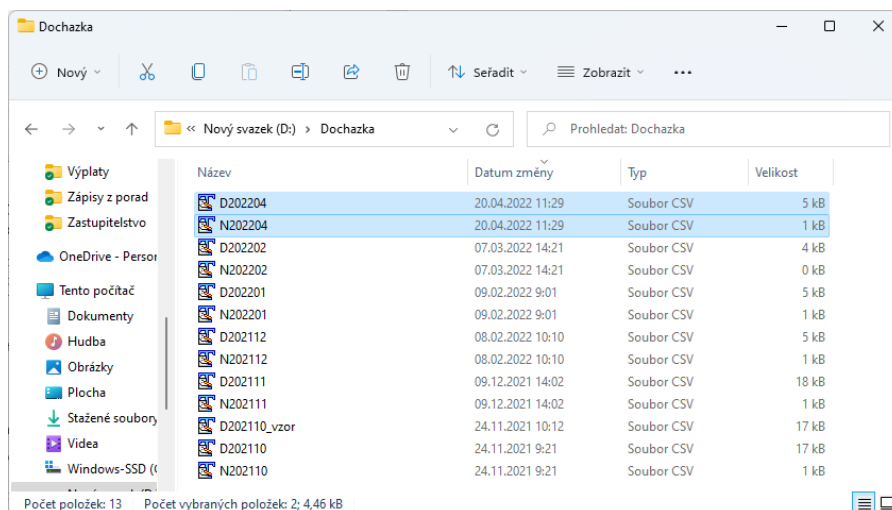 Dochazka
Nový
Seřadit
Zobrazit
« Nový svazek (D:) > Dochazka
Prohledat: Dochazka
Výplaty
Zápisy z porad
Zastupitelstvo
OneDrive - Person
Tento počítač
Dokumenty
Hudba
Obrázky
Plocha
Stažené soubory
Videa
Windows-SSD (
Název Datum změny Typ Velikost
D202204 20.04.2022 11:29 Soubor CSV 5 kB
N202204 20.04.2022 11:29 Soubor CSV 1 kB
D202202 07.03.2022 14:21 Soubor CSV 4 kB
N202202 07.03.2022 14:21 Soubor CSV 0 kB
D202201 09.02.2022 9:01 Soubor CSV 5 kB
N202201 09.02.2022 9:01 Soubor CSV 1 kB
D202112 08.02.2022 10:10 Soubor CSV 5 kB
N202112 08.02.2022 10:10 Soubor CSV 1 kB
D202111 09.12.2021 14:02 Soubor CSV 18 kB
N202111 09.12.2021 14:02 Soubor CSV 1 kB
D202110_vzor 24.11.2021 10:12 Soubor CSV 17 kB
D202110 24.11.2021 9:21 Soubor CSV 17 kB
N202110 24.11.2021 9:21 Soubor CSV 1 kB
Počet položek: 13 Počet vybraných položek: 2; 4,46 kB